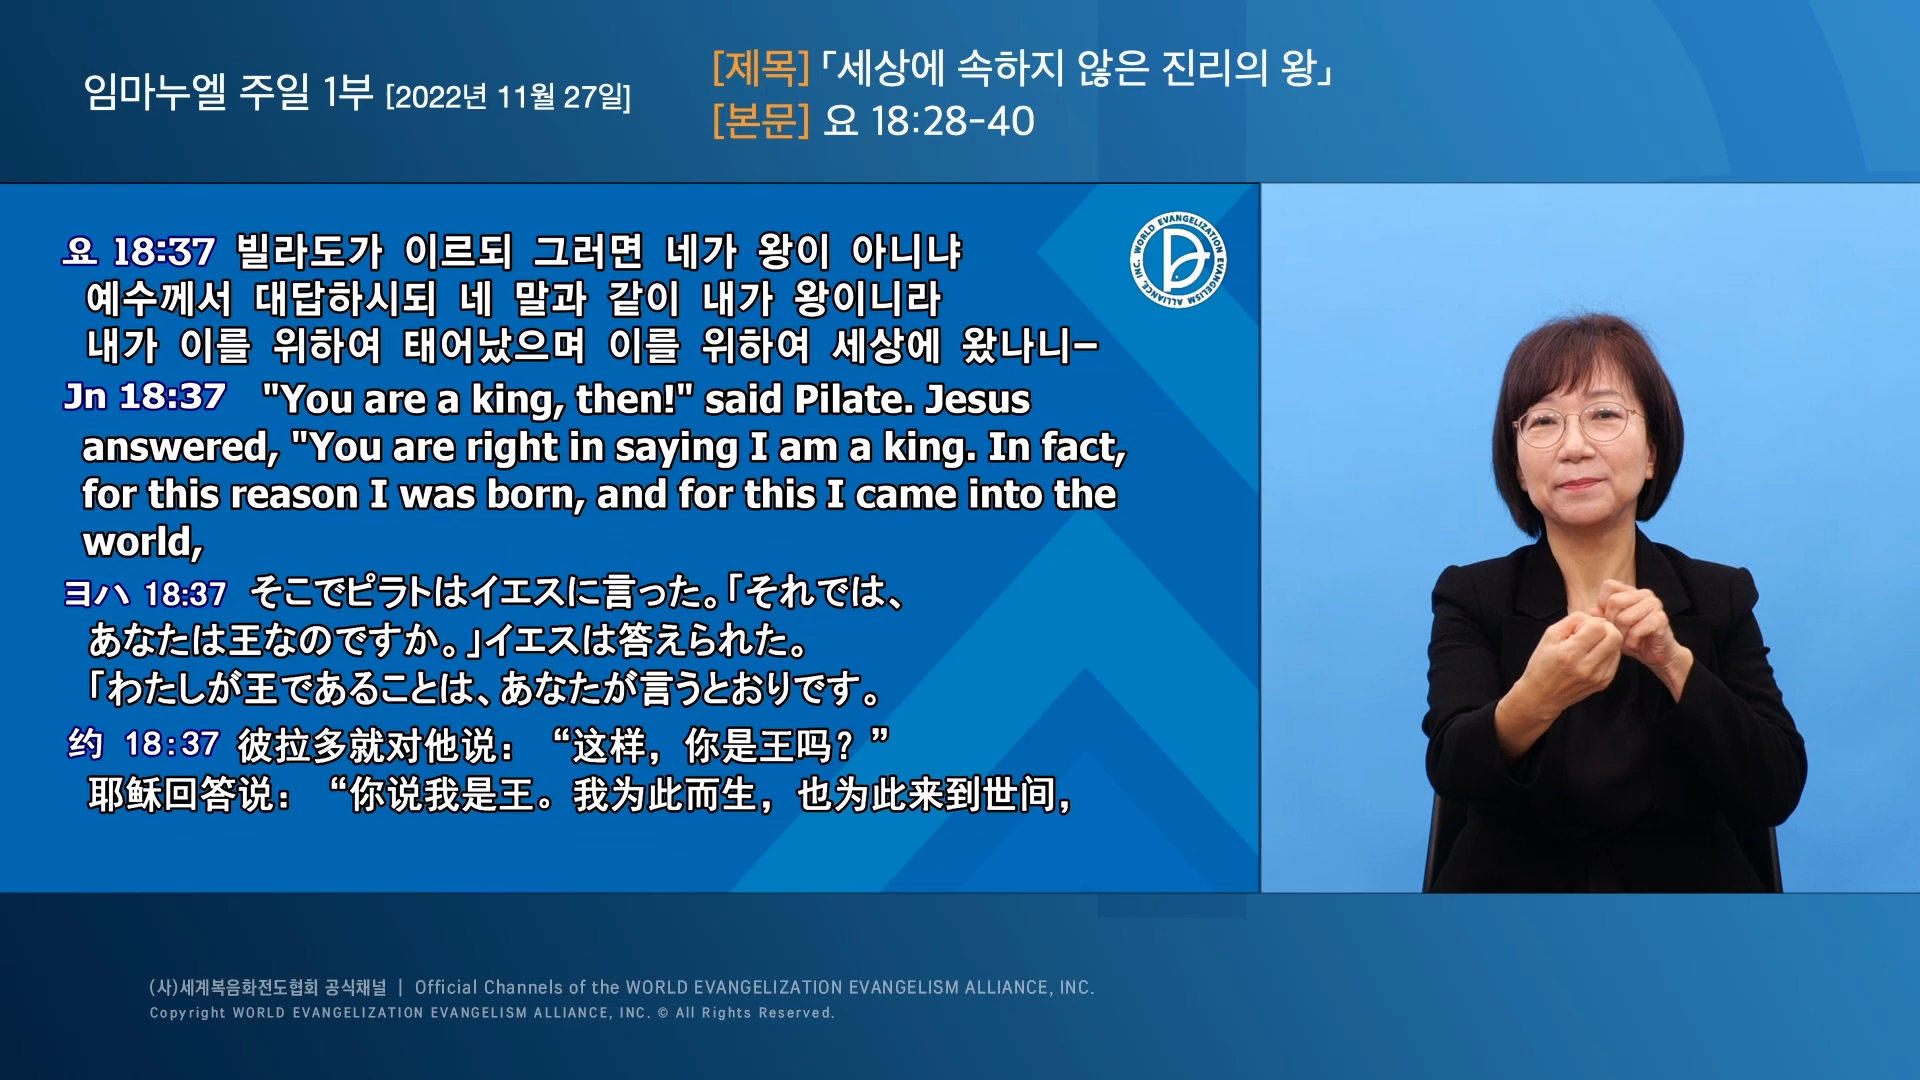 임마누엘 주일 1부 [2022년 11월 27일]
[제목] 「세상에 속하지 않은 진리의 왕」
[본문] 요 18:28-40
요 18:37 빌라도가 이르되 그러면 네가 왕이 아니냐
예수께서 대답하시되 네 말과 같이 내가 왕이니라
내가 이를 위하여 태어났으며 이를 위하여 세상에 왔나니-
Jn 18:37 "You are a king, then!" said Pilate. Jesus
answered, "You are right in saying I am a king. In fact,
for this reason I was born, and for this I came into the
world,
ヨハ 18:37 そこでピラトはイエスに言った。「それでは、
あなたは王なのですか。」イエスは答えられた。
「わたしが王であることは、あなたが言うとおりです。
约 18:37 彼拉多就对他说：“这样，你是王吗？”
耶稣回答说：“你说我是王。我为此而生，也为此来到世间，
WORLD EVANGELIZATION EVANGELISM ALLIANCE, INC.
(사)세계복음화전도협회 공식채널 | Official Channels of the WORLD EVANGELIZATION EVANGELISM ALLIANCE, INC.
Copyright WORLD EVANGELIZATION EVANGELISM ALLIANCE, INC. © All Rights Reserved.